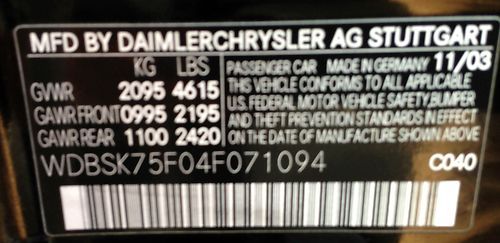 MFD BY DAIMLERCHRYSLER AG STUTTGART
KG LBS
GVWR 2095 4615
GAWR FRONT 0995 2195
GAWR REAR 1100 2420
PASSENGER CAR MADE IN GERMANY 11/03
THIS VEHICLE CONFORMS TO ALL APPLICABLE
U.S. FEDERAL MOTOR VEHICLE SAFETY, BUMPER
AND THEFT PREVENTION STANDARDS IN EFFECT
ON THE DATE OF MANUFACTURE SHOWN ABOVE
WDBSK75F04F071094 C040